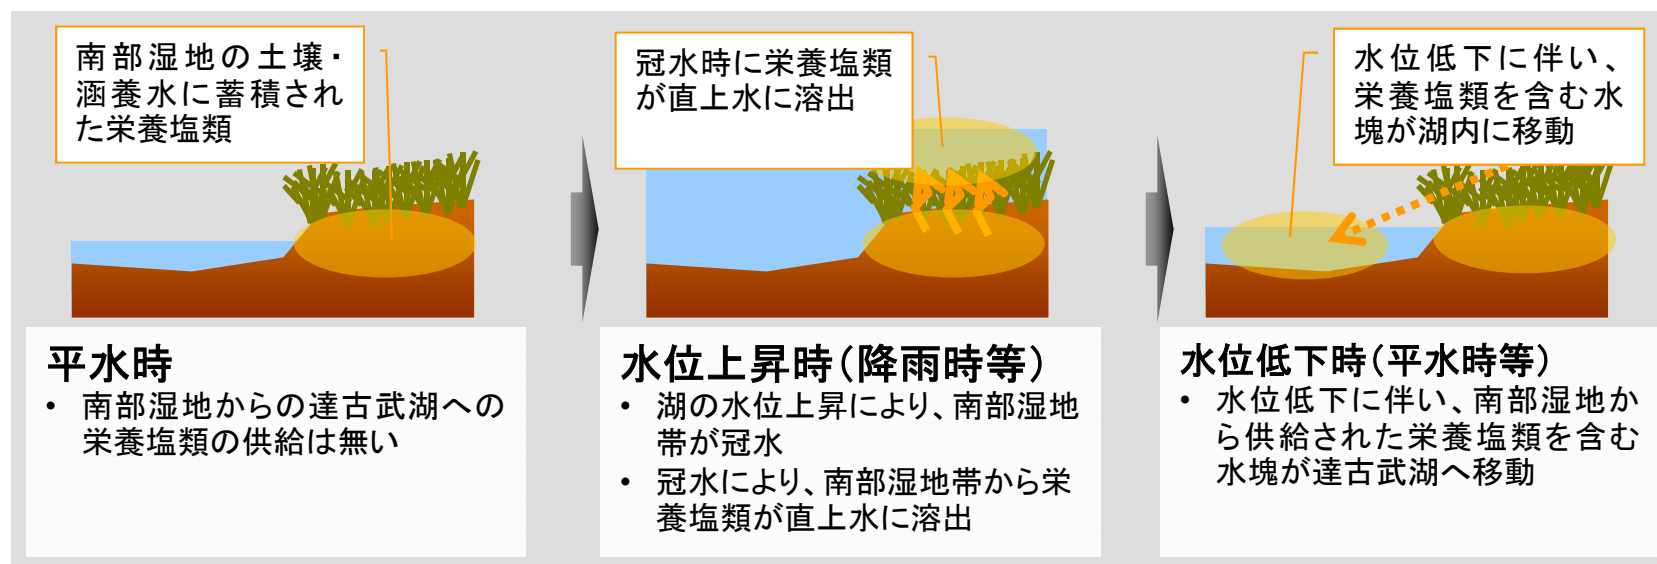 南部湿地の土壌・
涵養水に蓄積され
た栄養塩類
冠水時に栄養塩類
が直上水に溶出
水位低下に伴い、
栄養塩類を含む水
塊が湖内に移動
平水時
• 南部湿地からの達古武湖への
栄養塩類の供給は無い
水位上昇時（降雨時等）
• 湖の水位上昇により、南部湿地
帯が冠水
• 冠水により、南部湿地帯から栄
養塩類が直上水に溶出
水位低下時（平水時等）
• 水位低下に伴い、南部湿地か
ら供給された栄養塩類を含む
水塊が達古武湖へ移動